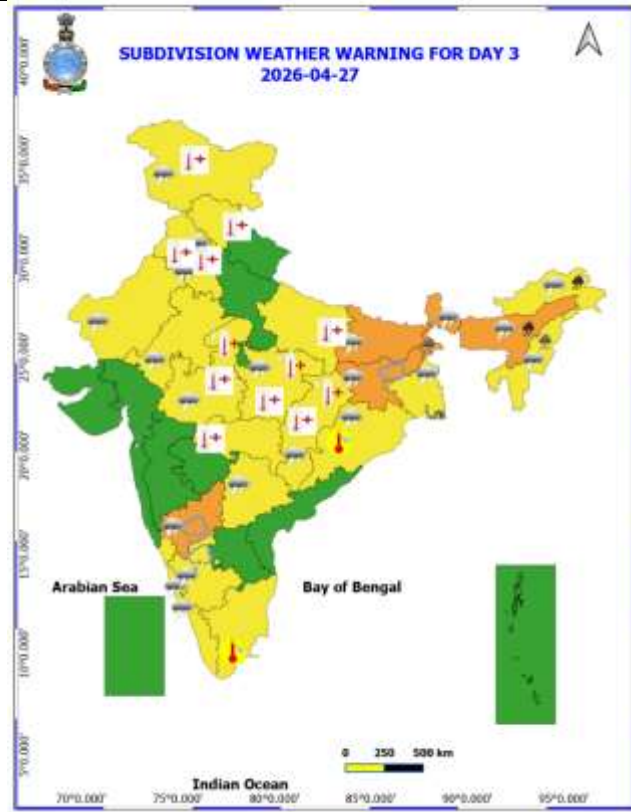 SUBDIVISION WEATHER WARNING FOR DAY 3
2026-04-27
40°0.000'
35°0.000'
30°0.000'
25°0.000'
20°0.000'
15°0.000'
10°0.000'
5°0.000'
Arabian Sea
Bay of Bengal
0 250 500 km
Indian Ocean
70°0.000' 75°0.000' 80°0.000' 85°0.000' 90°0.000' 95°0.000'